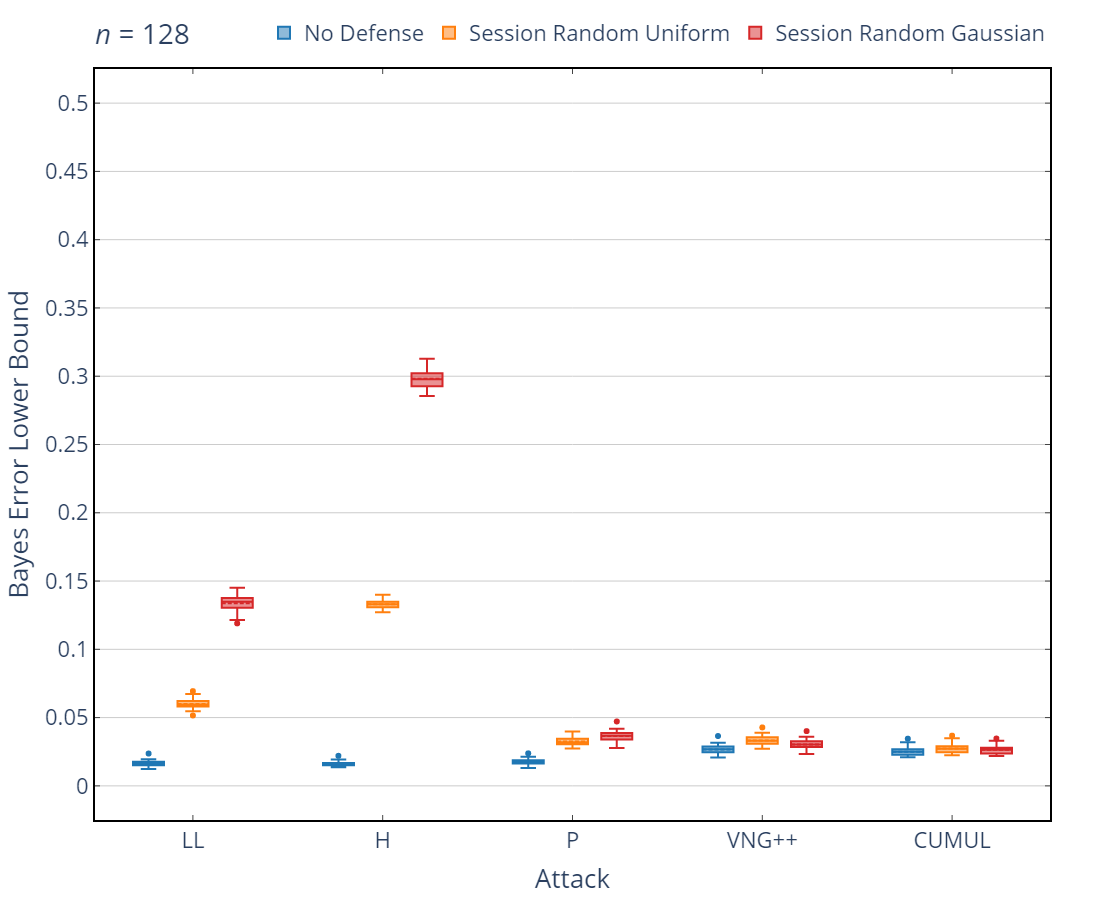 n = 128
No Defense
Session Random Uniform
Session Random Gaussian
Bayes Error Lower Bound
0.5
0.45
0.4
0.35
0.3
0.25
0.2
0.15
0.1
0.05
0
LL
H
P
VNG++
CUMUL
Attack